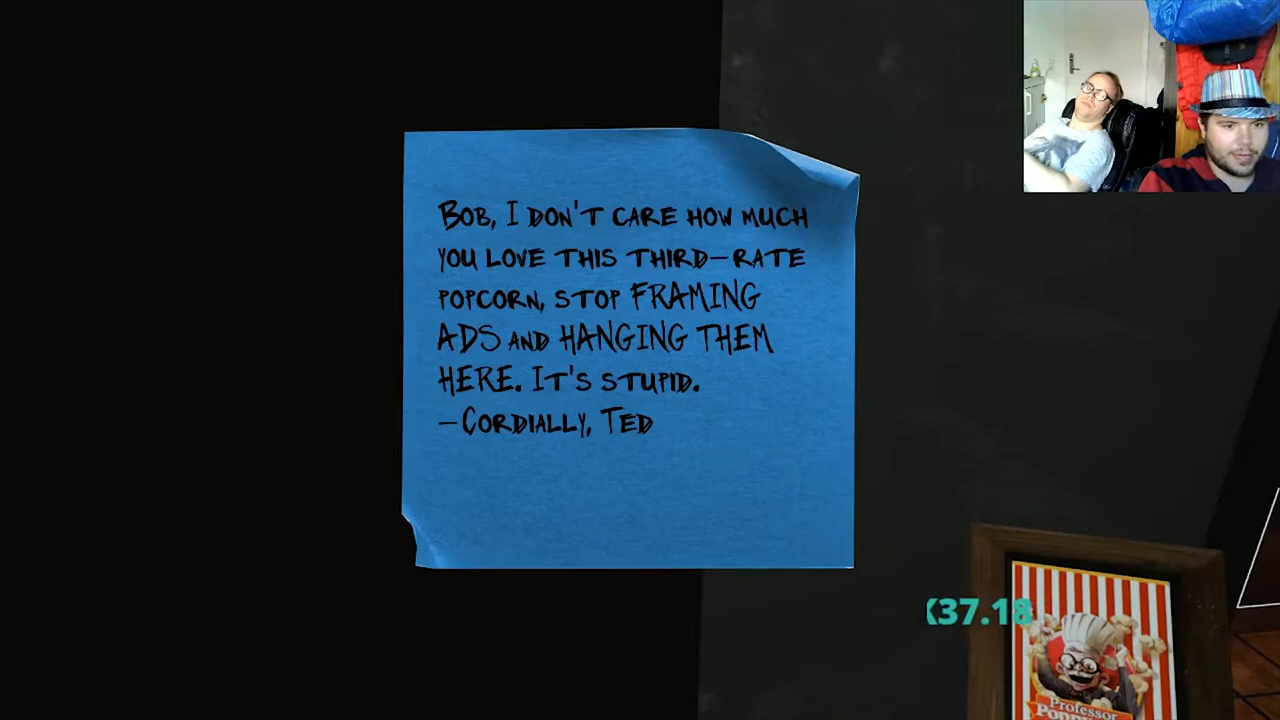 Bob, I don't care how much
you love this third-rate
popcorn, stop FRAMING
ADS and HANGING THEM
HERE. It's stupid.
-Cordially, Ted
37.18
Professor